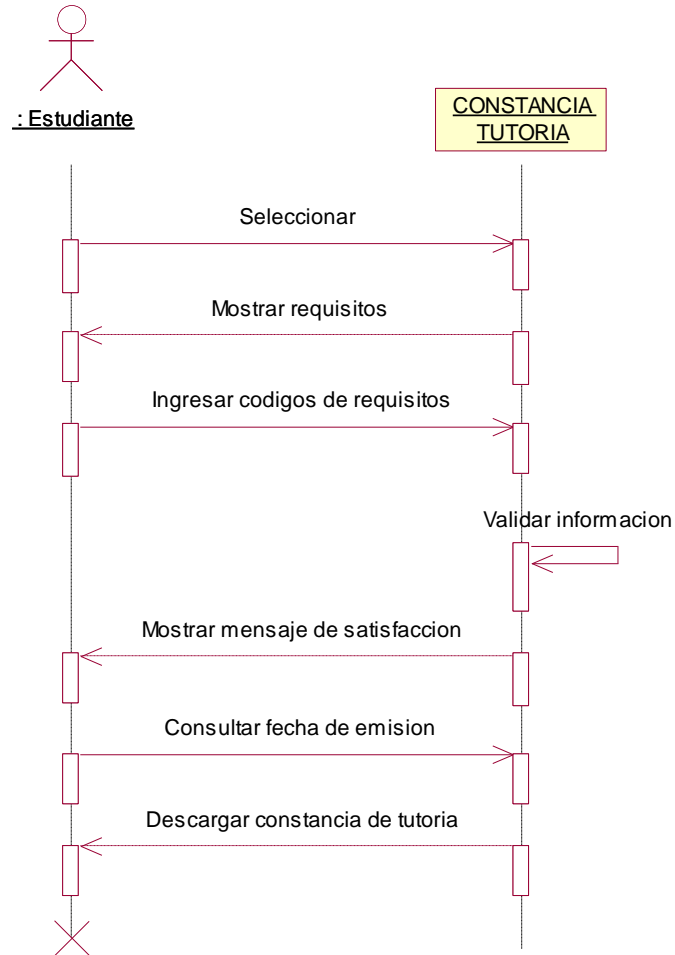 : Estudiante
CONSTANCIA
TUTORIA
Seleccionar
Mostrar requisitos
Ingresar codigos de requisitos
Validar informacion
Mostrar mensaje de satisfaccion
Consultar fecha de emision
Descargar constancia de tutoria